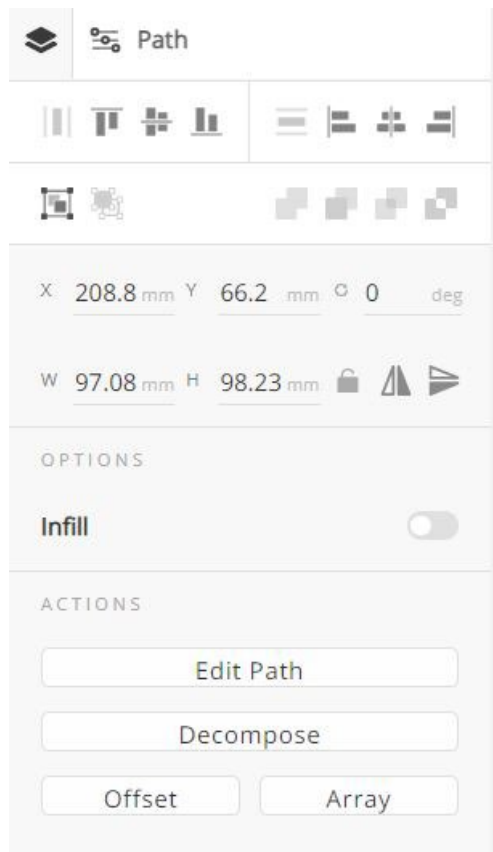 Path
X 208.8 mm Y 66.2 mm 0 deg
W 97.08 mm H 98.23 mm
OPTIONS
Infill
ACTIONS
Edit Path
Decompose
Offset Array